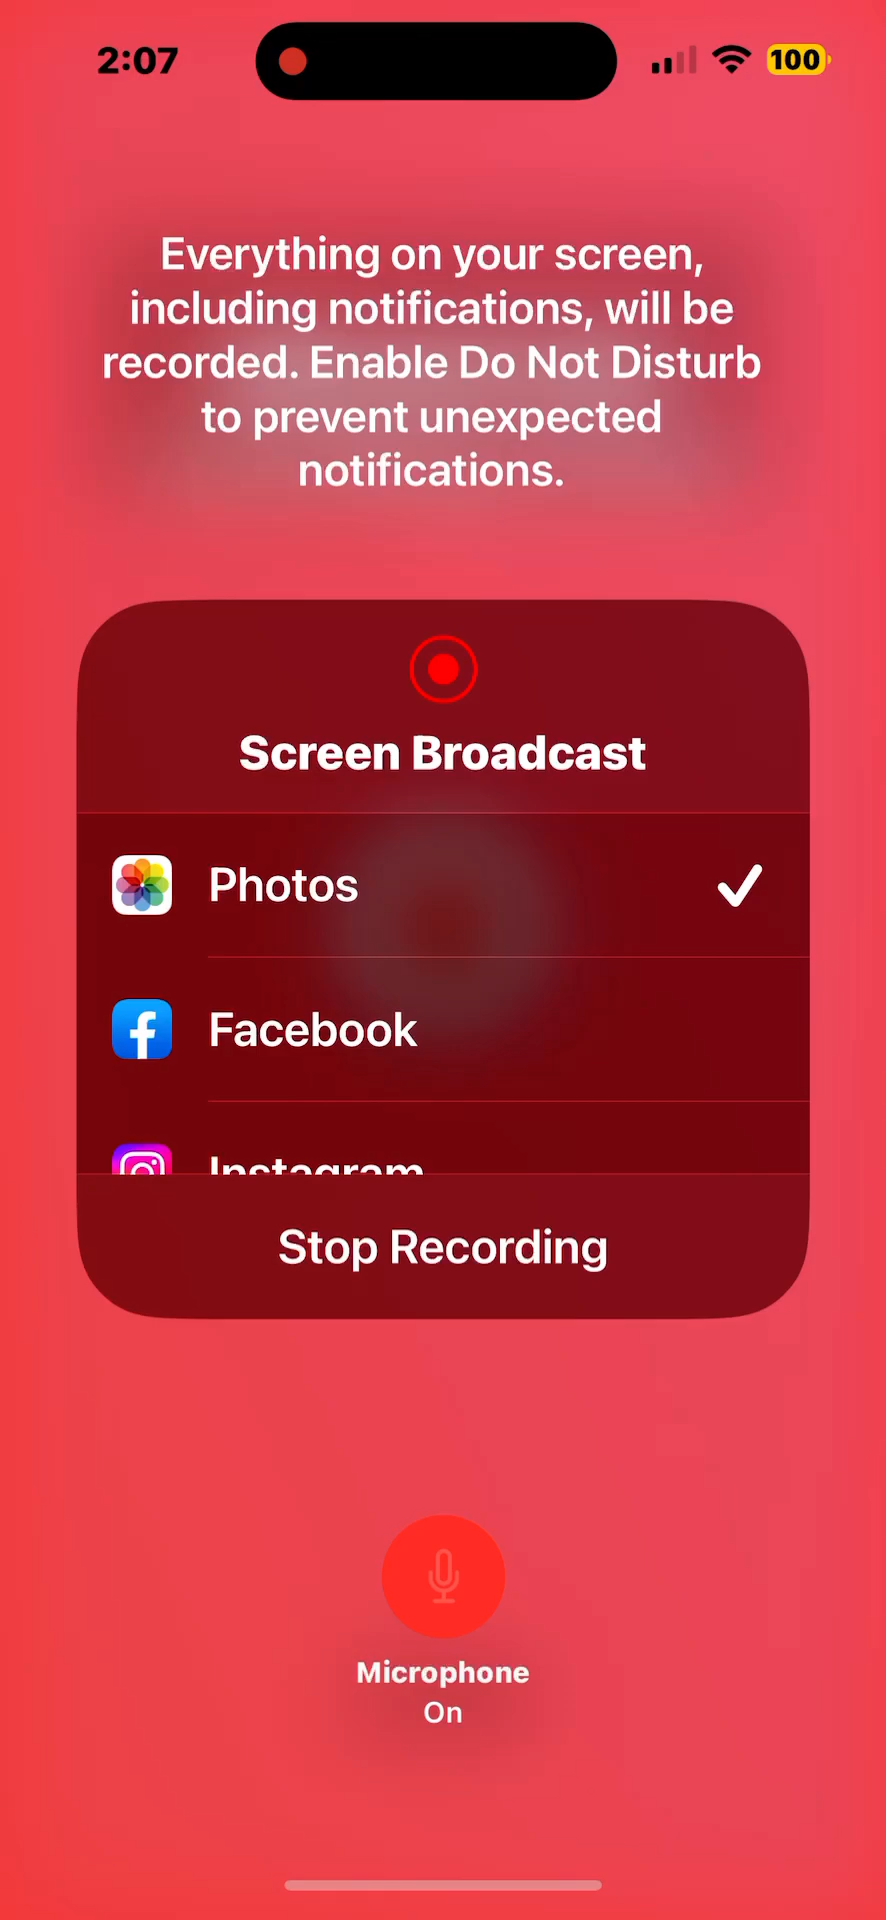 2:07
100
Everything on your screen,
including notifications, will be
recorded. Enable Do Not Disturb
to prevent unexpected
notifications.
Screen Broadcast
Photos
Facebook
Instagram
Stop Recording
Microphone
On